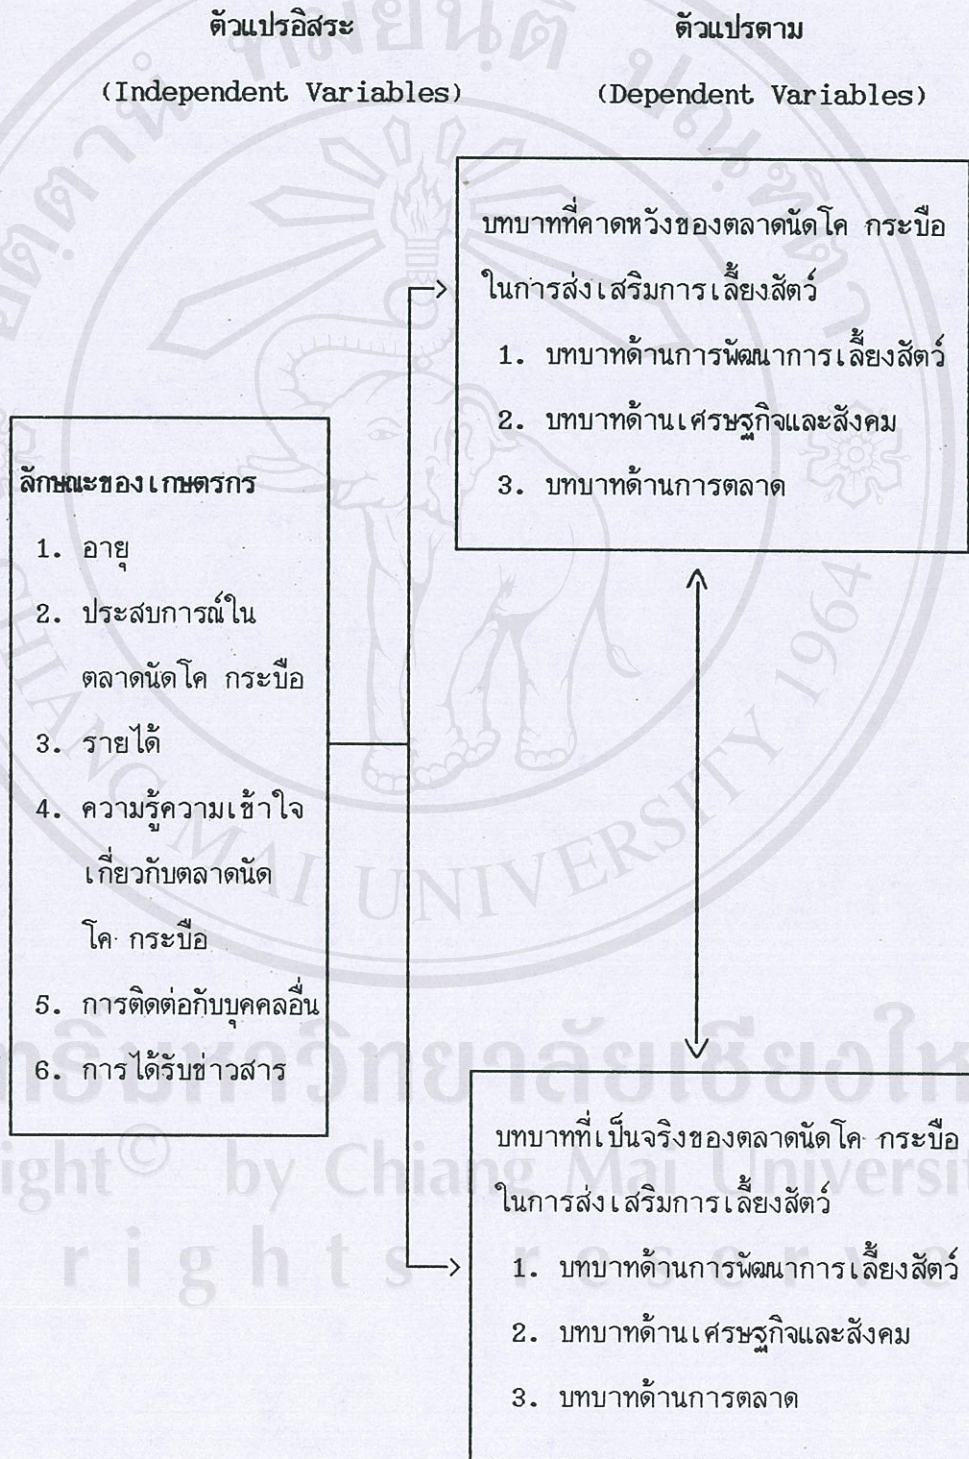 ตัวแปรอิสระ
(Independent Variables)
ตัวแปรตาม
(Dependent Variables)
บทบาทที่คาดหวังของตลาดนัดโค กระบือ
ในการส่งเสริมการเลี้ยงสัตว์
1. บทบาทด้านการพัฒนาการเลี้ยงสัตว์
2. บทบาทด้านเศรษฐกิจและสังคม
3. บทบาทด้านการตลาด
ลักษณะของเกษตรกร
1. อายุ
2. ประสบการณ์ใน
ตลาดนัดโค กระบือ
3. รายได้
4. ความรู้ความเข้าใจ
เกี่ยวกับตลาดนัด
โค กระบือ
5. การติดต่อกับบุคคลอื่น
6. การได้รับข่าวสาร
บทบาทที่เป็นจริงของตลาดนัดโค กระบือ
ในการส่งเสริมการเลี้ยงสัตว์
1. บทบาทด้านการพัฒนาการเลี้ยงสัตว์
2. บทบาทด้านเศรษฐกิจและสังคม
3. บทบาทด้านการตลาด
CHIANG MAI UNIVERSITY 1964
by Chiang Mai
rights